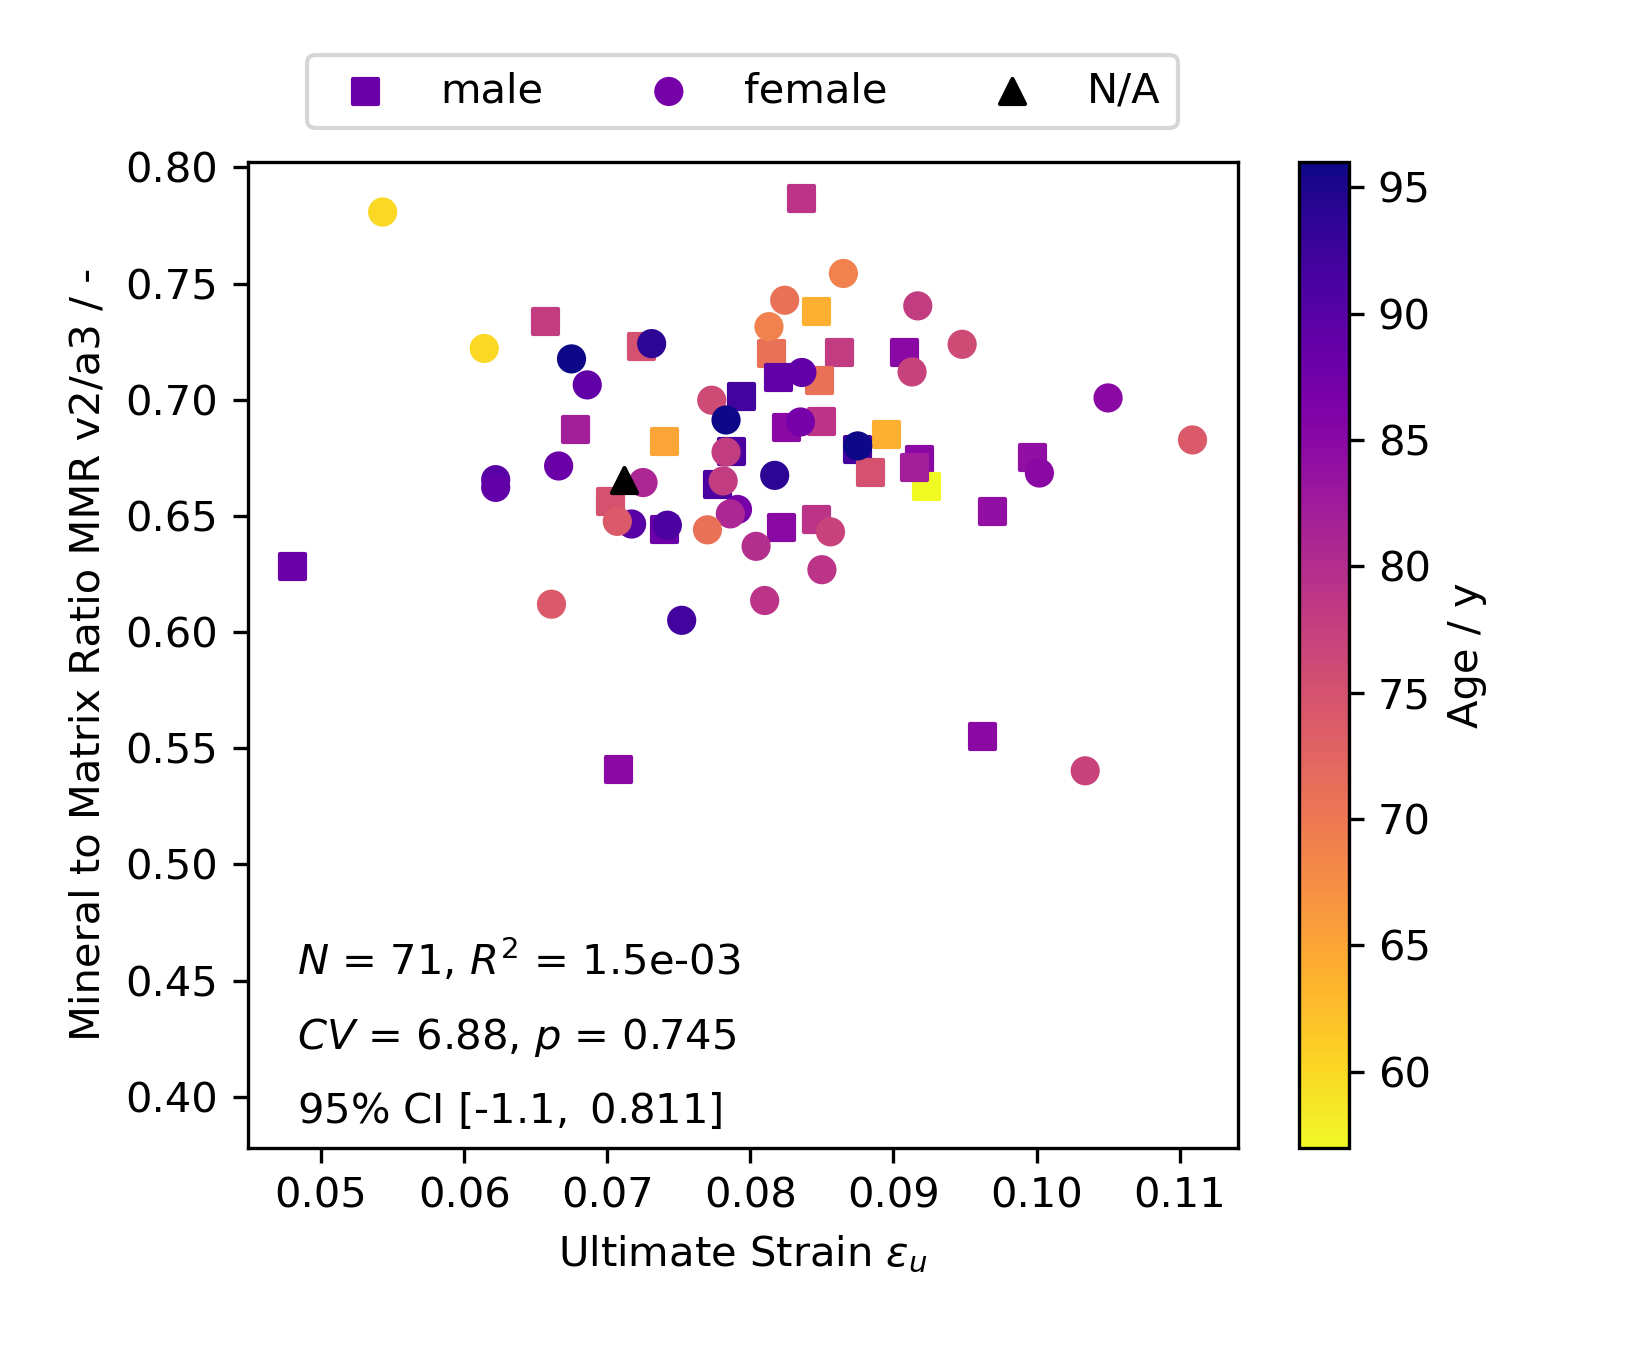 male female N/A
0.80
0.75
0.70
0.65
0.60
0.55
0.50
0.45
0.40
Mineral to Matrix Ratio MMR v2/a3 / -
N = 71, R² = 1.5e-03
CV = 6.88, p = 0.745
95% CI [-1.1, 0.811]
0.05 0.06 0.07 0.08 0.09 0.10 0.11
Ultimate Strain εᵤ
95
90
85
80
75
70
65
60
Age / y